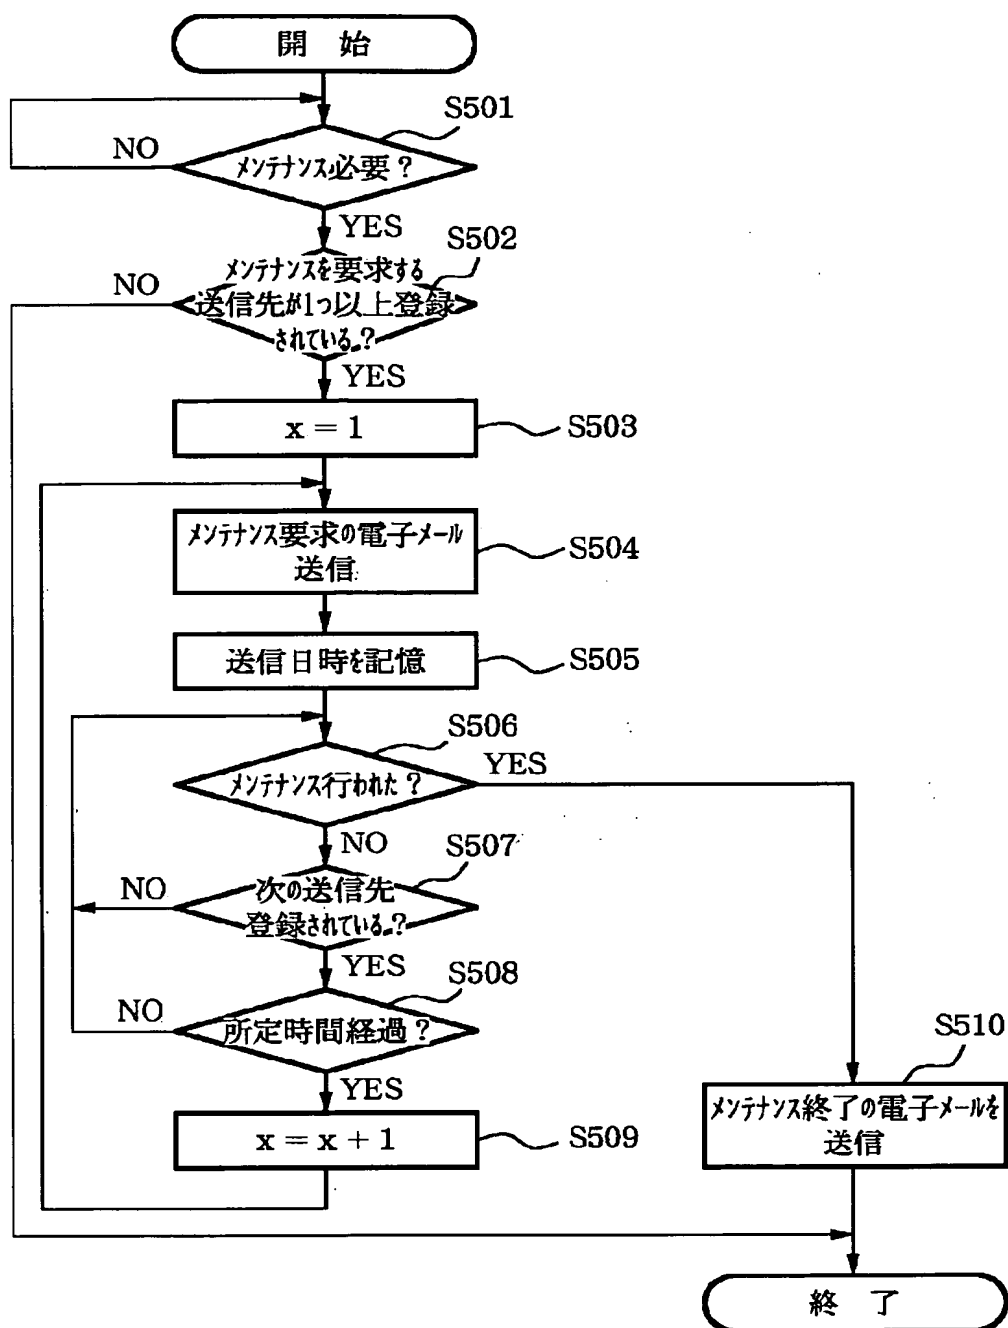 開 始
S501
NO
メンテナンス必要？
YES
S502
NO
メンテナンスを要求する
送信先が1つ以上登録
されている？
YES
x = 1
S503
メンテナンス要求の電子メール
送信
S504
送信日時を記憶
S505
S506
メンテナンス行われた？
YES
NO
S507
NO
次の送信先
登録されている？
YES
S508
NO
所定時間経過？
YES
x = x + 1
S509
S510
メンテナンス終了の電子メールを
送信
終 了